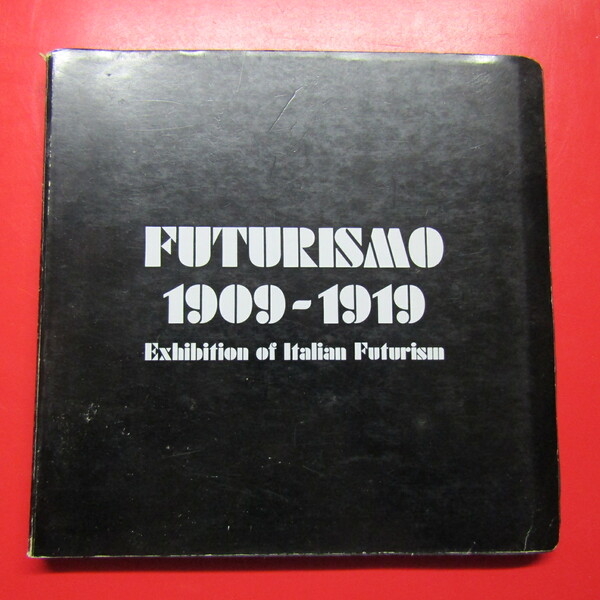 FUTURISMO
1909-1919
Exhibition of Italian Futurism